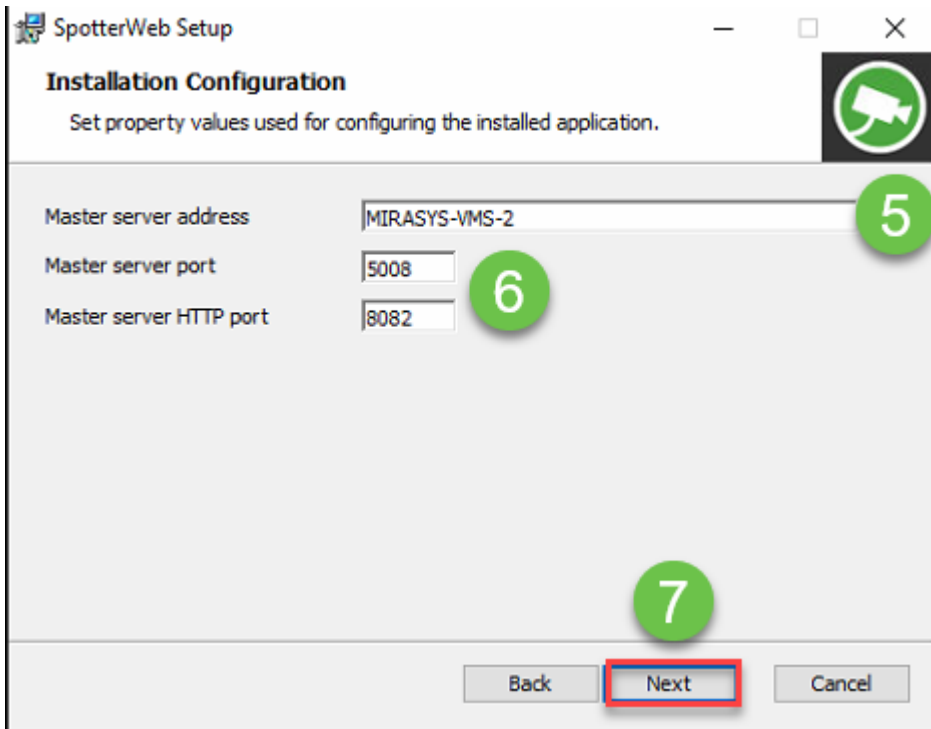 SpotterWeb Setup
Installation Configuration
Set property values used for configuring the installed application.
Master server address MIRASYS-VMS-2 5
Master server port 5008
6
Master server HTTP port 8082
7
Back Next Cancel